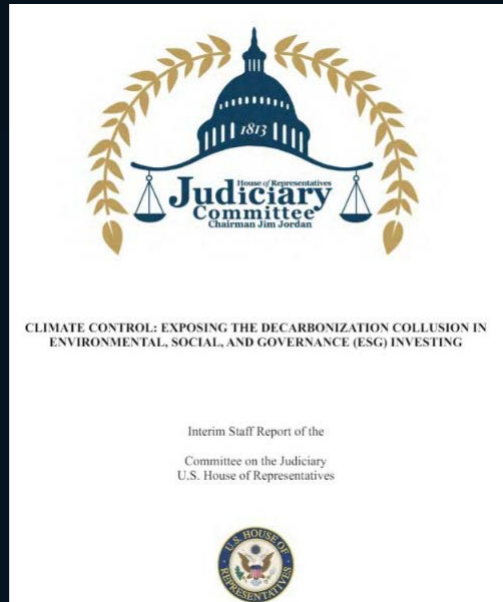 1813
House of Representatives
Judiciary
Committee
Chairman Jim Jordan
CLIMATE CONTROL: EXPOSING THE DECARBONIZATION COLLUSION IN
ENVIRONMENTAL, SOCIAL, AND GOVERNANCE (ESG) INVESTING
Interim Staff Report of the
Committee on the Judiciary
U.S. House of Representatives
U.S. HOUSE OF
REPRESENTATIVES